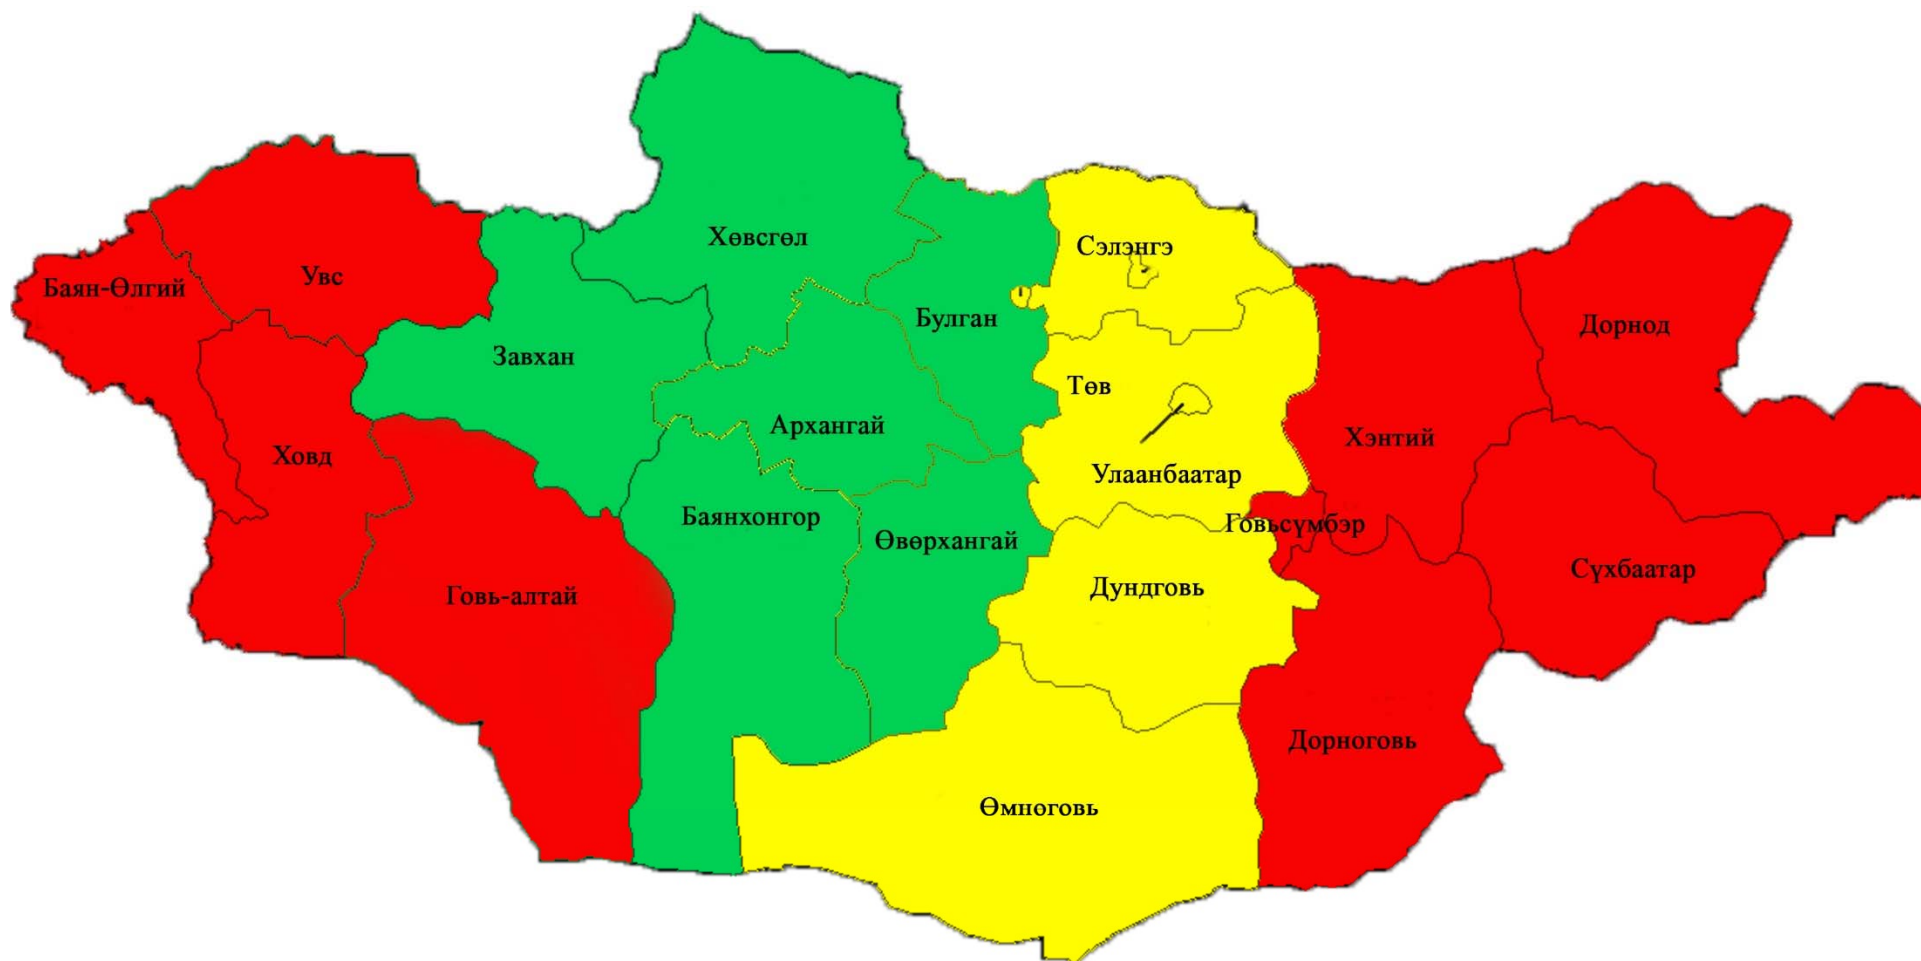 Хөвсгөл
Сэлэнгэ
Увс
Баян-Өлгий
Булган
Дорнод
Завхан
Төв
Архангай
Хэнтий
Ховд
Улаанбаатар
Баянхонгор
Говьсүмбэр
Өвөрхангай
Сүхбаатар
Дундговь
Говь-алтай
Дорноговь
Өмноговь